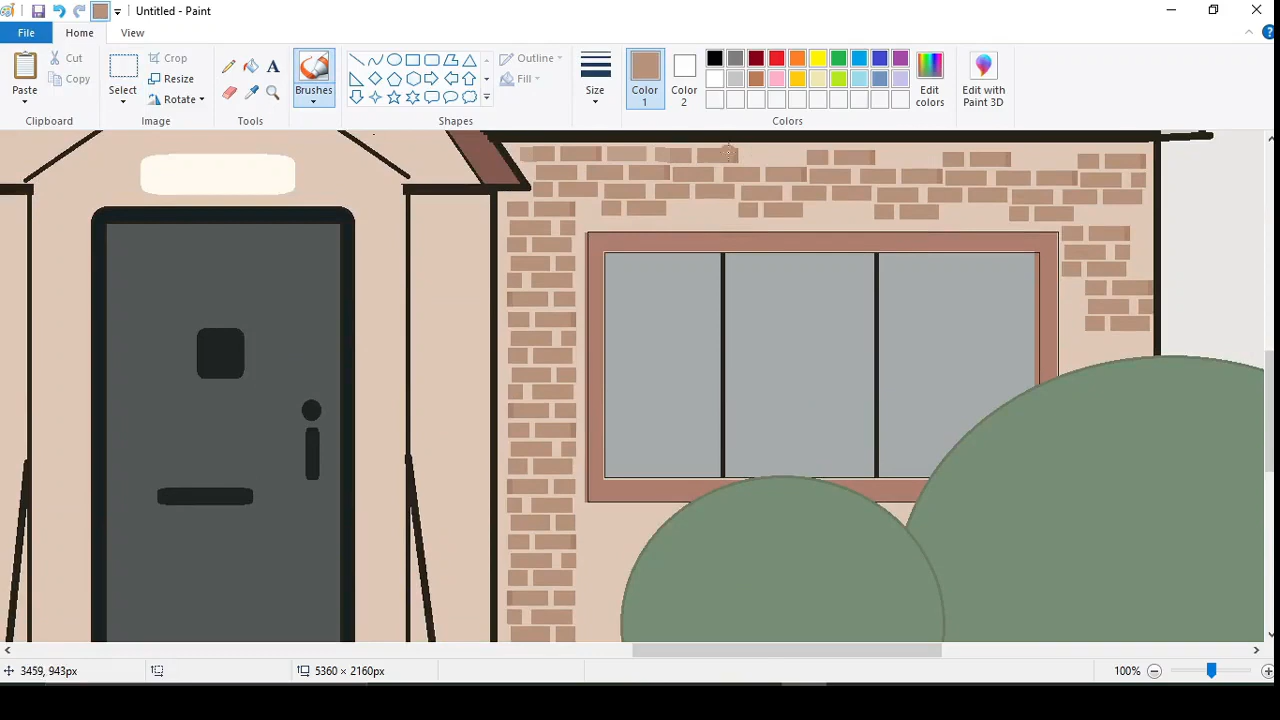 Untitled - Paint
File Home View
Paste
Cut
Copy
Clipboard
Select
Crop
Resize
Rotate
Image
A
Tools
Brushes
Outline
Fill
Shapes
Size
Color 1
Color 2
Edit colors
Colors
Edit with Paint 3D
3459, 943px
5360 × 2160px
100%